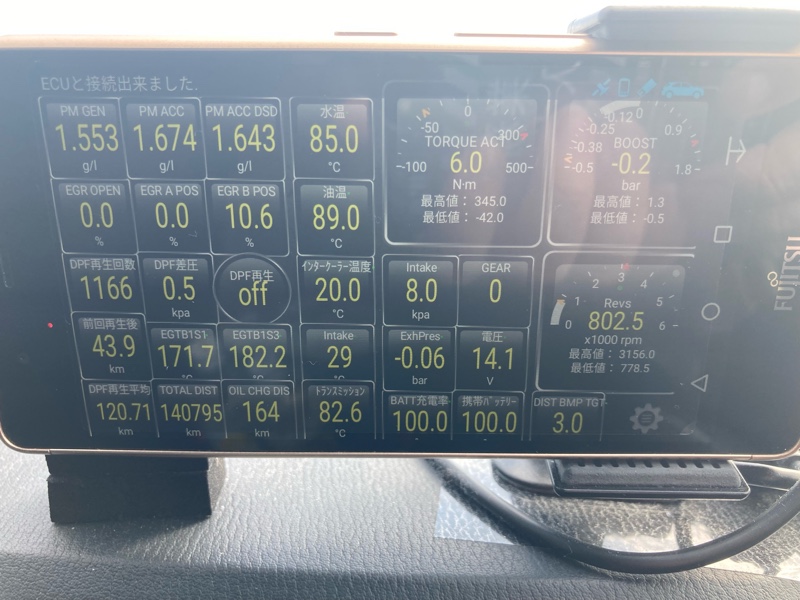 ECUと接続出来ました.
PM GEN
1.553
g/l
PM ACC
1.674
g/l
PM ACC DSD
1.643
g/l
水温
85.0
°C
EGR OPEN
0.0
%
EGR A POS
0.0
%
EGR B POS
10.6
%
油温
89.0
°C
DPF再生回数
1166
DPF差圧
0.5
kpa
DPF再生
off
インタークーラー温度
20.0
°C
前回再生後
43.9
km
EGTB1S1
171.7
°C
EGTB1S3
182.2
°C
Intake
29
°C
DPF再生平均
120.71
km
TOTAL DIST
140795
km
OIL CHG DIS
164
km
トランスミッション
82.6
°C
-100
-50
0
300
500
TORQUE ACT
6.0
N·m
最高値： 345.0
最低値： -42.0
-0.5
-0.38
-0.25
-0.12
0
0.9
1.8
BOOST
-0.2
bar
最高値： 1.3
最低値： -0.5
Intake
8.0
kpa
GEAR
0
ExhPres
-0.06
bar
電圧
14.1
V
BATT充電率
100.0
携帯バッテリー
100.0
0
1
2
3
4
5
6
Revs
802.5
x1000 rpm
最高値： 3156.0
最低値： 778.5
DIST BMP TGT
3.0
FUJITSU